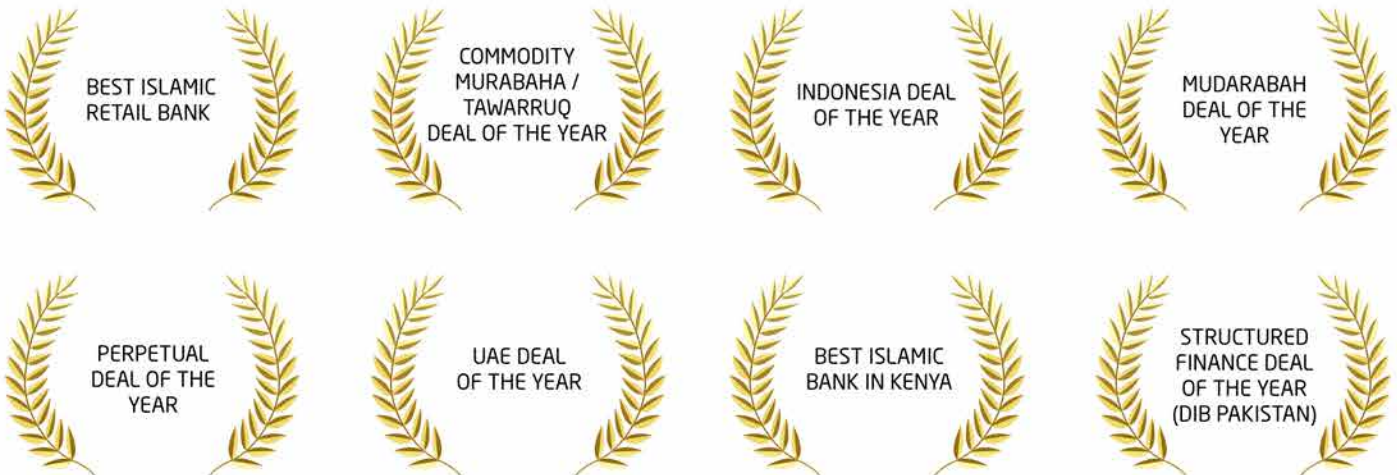 BEST ISLAMIC
RETAIL BANK
COMMODITY
MURABAHA /
TAWARRUQ
DEAL OF THE YEAR
INDONESIA DEAL
OF THE YEAR
MUDARABAH
DEAL OF THE
YEAR
PERPETUAL
DEAL OF THE
YEAR
UAE DEAL
OF THE YEAR
BEST ISLAMIC
BANK IN KENYA
STRUCTURED
FINANCE DEAL
OF THE YEAR
(DIB PAKISTAN)